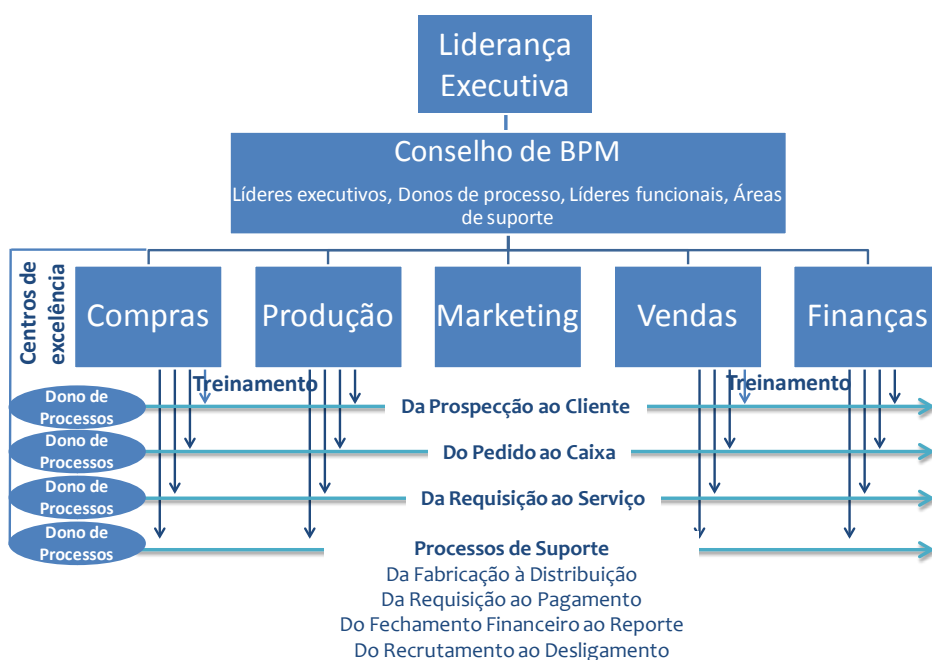 Liderança
Executiva
Conselho de BPM
Líderes executivos, Donos de processo, Líderes funcionais, Áreas
de suporte
Centros de
excelência
Compras
Produção
Marketing
Vendas
Finanças
Treinamento
Treinamento
Dono de
Processos
Da Prospecção ao Cliente
Dono de
Processos
Do Pedido ao Caixa
Dono de
Processos
Da Requisição ao Serviço
Dono de
Processos
Processos de Suporte
Da Fabricação à Distribuição
Da Requisição ao Pagamento
Do Fechamento Financeiro ao Reporte
Do Recrutamento ao Desligamento